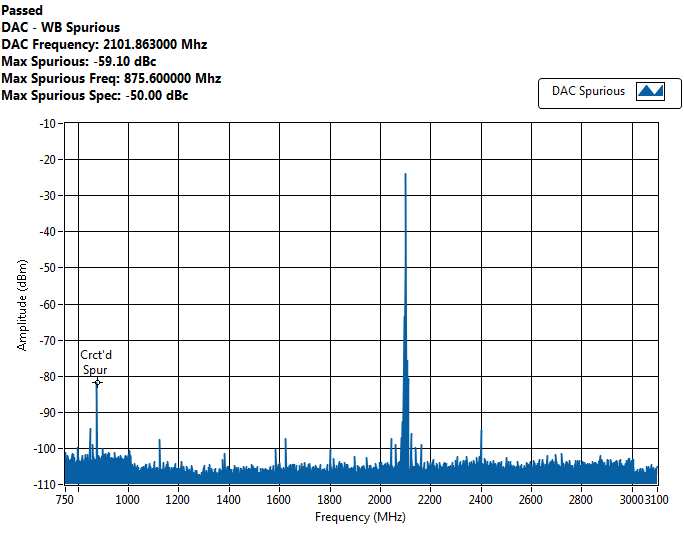 Passed
DAC - WB Spurious
DAC Frequency: 2101.863000 Mhz
Max Spurious: -59.10 dBc
Max Spurious Freq: 875.600000 Mhz
Max Spurious Spec: -50.00 dBc
DAC Spurious
-10
-20
-30
-40
-50
-60
-70
-80
-90
-100
-110
Amplitude (dBm)
Crct'd
Spur
750 1000 1200 1400 1600 1800 2000 2200 2400 2600 2800 3000 3100
Frequency (MHz)